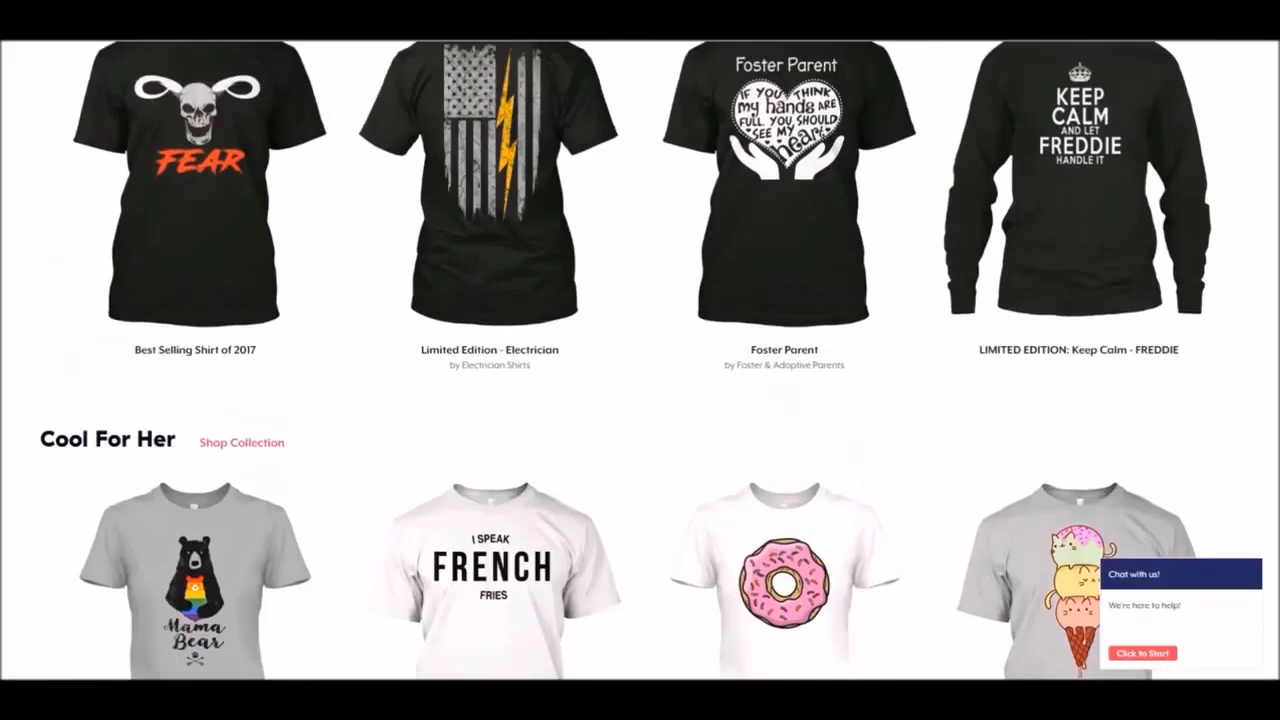 FEAR
Foster Parent
IF YOU THINK
my hands ARE
FULL, YOU SHOULD
SEE MY
heart
KEEP
CALM
AND LET
FREDDIE
HANDLE IT
Best Selling Shirt of 2017
Limited Edition - Electrician
by Electrician Shirts
Foster Parent
by Foster & Adoptive Parents
LIMITED EDITION: Keep Calm - FREDDIE
Cool For Her
Shop Collection
Mama
Bear
I SPEAK
FRENCH
FRIES
Chat with us!
We're here to help!
Click to Start